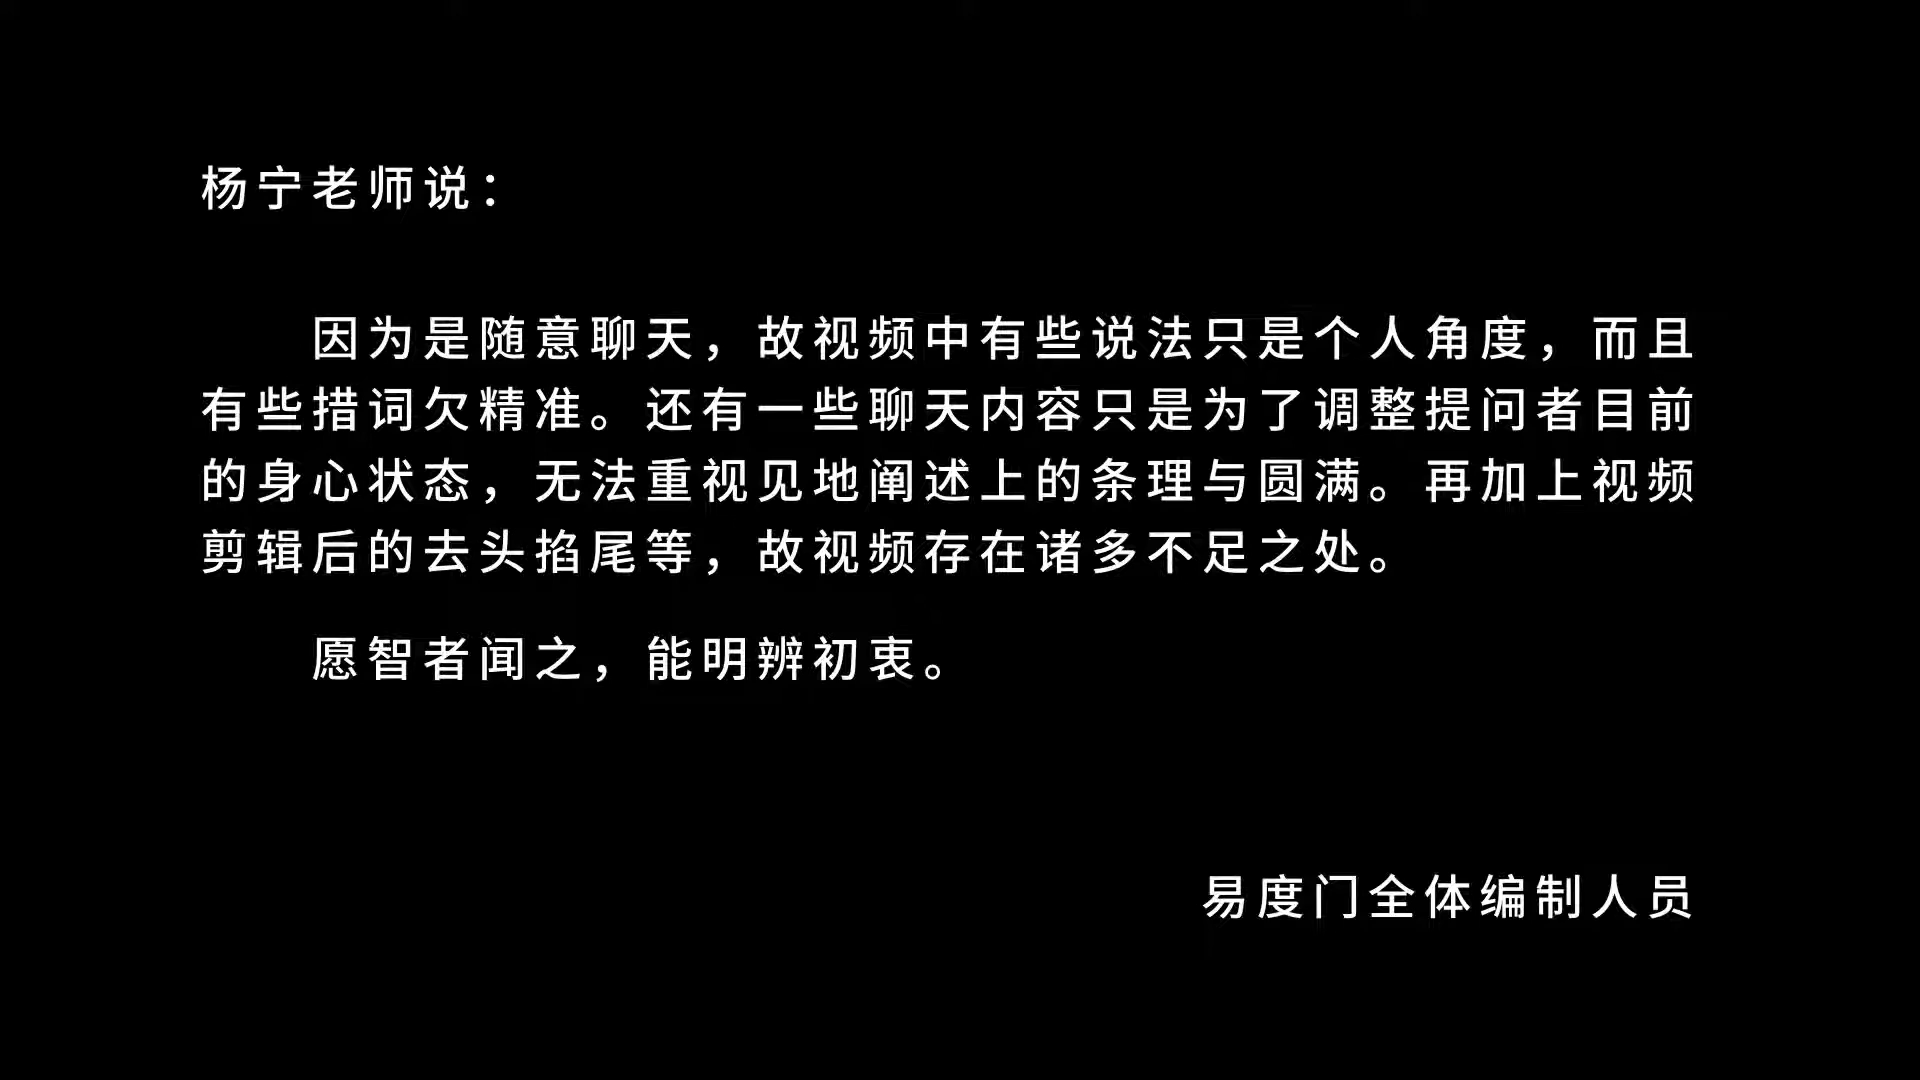 杨宁老师说：
因为是随意聊天，故视频中有些说法只是个人角度，而且
有些措词欠精准。还有一些聊天内容只是为了调整提问者目前
的身心状态，无法重视见地阐述上的条理与圆满。再加上视频
剪辑后的去头掐尾等，故视频存在诸多不足之处。
愿智者闻之，能明辨初衷。
易度门全体编制人员